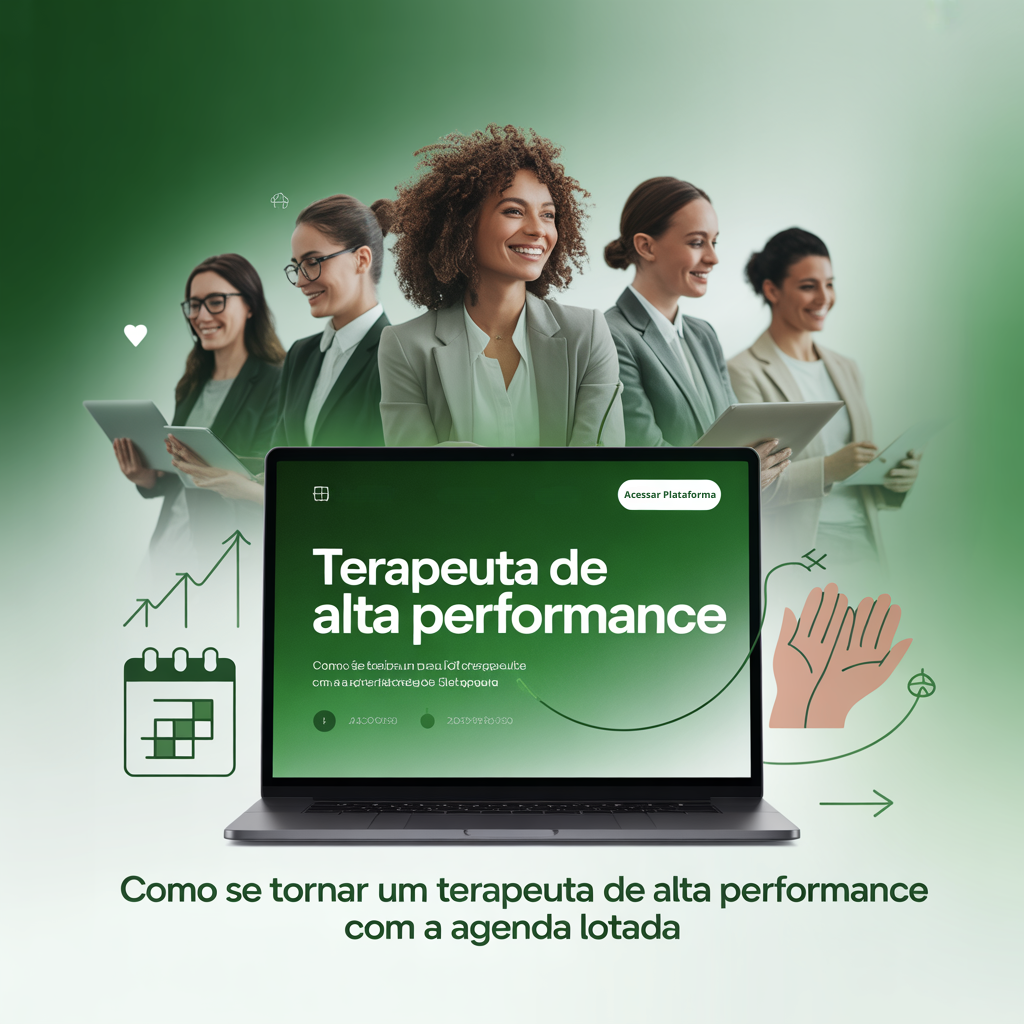 Acessar Plataforma
Terapeuta de
alta performance
Como se tornar um terapeuta de alta performance
com a agenda lotada